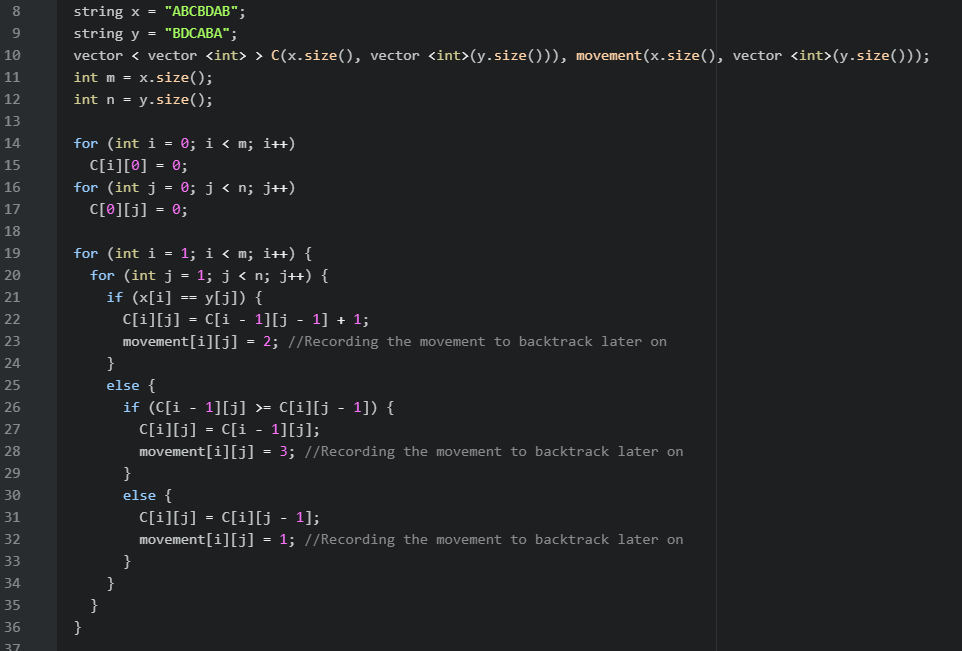 8 string x = "ABCBDAB";
9 string y = "BDCABA";
10 vector < vector <int> > C(x.size(), vector <int>(y.size())), movement(x.size(), vector <int>(y.size()));
11 int m = x.size();
12 int n = y.size();
13
14 for (int i = 0; i < m; i++)
15 C[i][0] = 0;
16 for (int j = 0; j < n; j++)
17 C[0][j] = 0;
18
19 for (int i = 1; i < m; i++) {
20 for (int j = 1; j < n; j++) {
21 if (x[i] == y[j]) {
22 C[i][j] = C[i - 1][j - 1] + 1;
23 movement[i][j] = 2; //Recording the movement to backtrack later on
24 }
25 else {
26 if (C[i - 1][j] >= C[i][j - 1]) {
27 C[i][j] = C[i - 1][j];
28 movement[i][j] = 3; //Recording the movement to backtrack later on
29 }
30 else {
31 C[i][j] = C[i][j - 1];
32 movement[i][j] = 1; //Recording the movement to backtrack later on
33 }
34 }
35 }
36 }
37